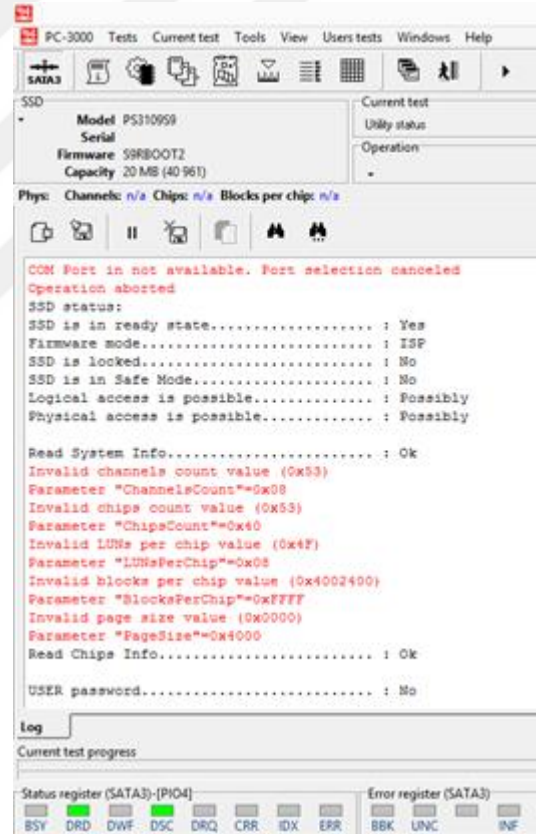 PC-3000 Tests Current test Tools View Users tests Windows Help
SATA3
SSD
Model PS3109S9
Serial
Firmware S9RBOOT2
Capacity 20 MB (40 961)
Current test
Utility status
Operation
-
Phys: Channels: n/a Chips: n/a Blocks per chip: n/a
COM Port in not available. Port selection canceled
Operation aborted
SSD status:
SSD is in ready state................... : Yes
Firmware mode........................... : ISP
SSD is locked........................... : No
SSD is in Safe Mode..................... : No
Logical access is possible.............. : Possibly
Physical access is possible............. : Possibly
Read System Info........................ : Ok
Invalid channels count value (0x53)
Parameter "ChannelsCount"=0x08
Invalid chips count value (0x53)
Parameter "ChipsCount"=0x40
Invalid LUNs per chip value (0x4F)
Parameter "LUNsPerChip"=0x08
Invalid blocks per chip value (0x4002400)
Parameter "BlocksPerChip"=0xFFFF
Invalid page size value (0x0000)
Parameter "PageSize"=0x4000
Read Chips Info......................... : Ok
USER password........................... : No
Log
Current test progress
Status register (SATA3)-[PIO4]
BSY DRD DWF DSC DRQ CRR IDX ERR
Error register (SATA3)
BBK UNC INF